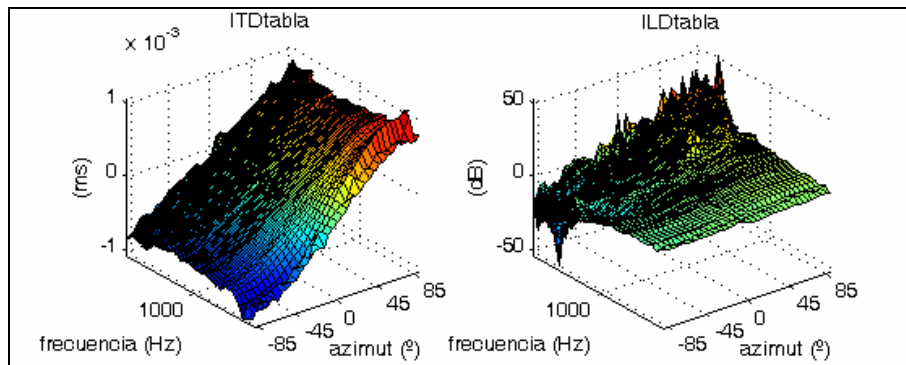 ITDtabla
x 10⁻³
1
0
-1
(ms)
1000
frecuencia (Hz)
-85
-45
0
45
85
azimut (º)
ILDtabla
50
0
-50
(dB)
1000
frecuencia (Hz)
-85
-45
0
45
85
azimut (º)